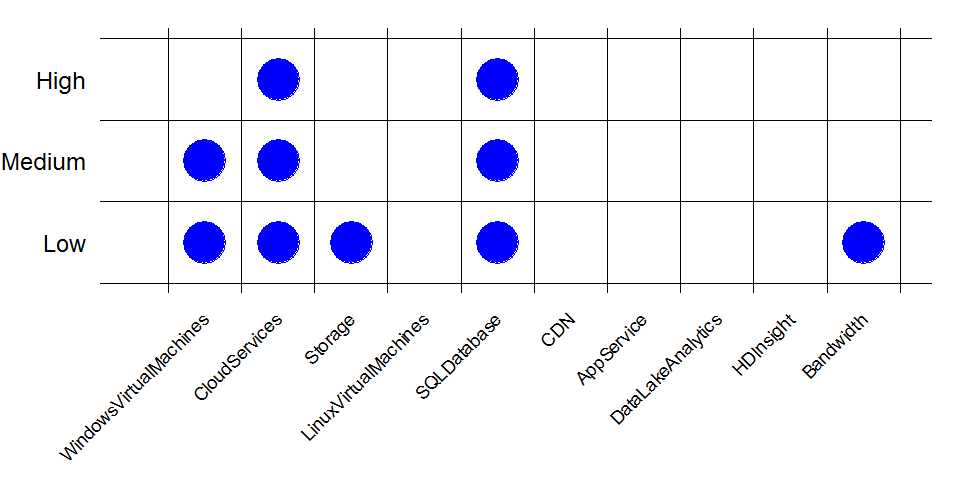 High
Medium
Low
WindowsVirtualMachines
CloudServices
Storage
LinuxVirtualMachines
SQLDatabase
CDN
AppService
DataLakeAnalytics
HDInsight
Bandwidth